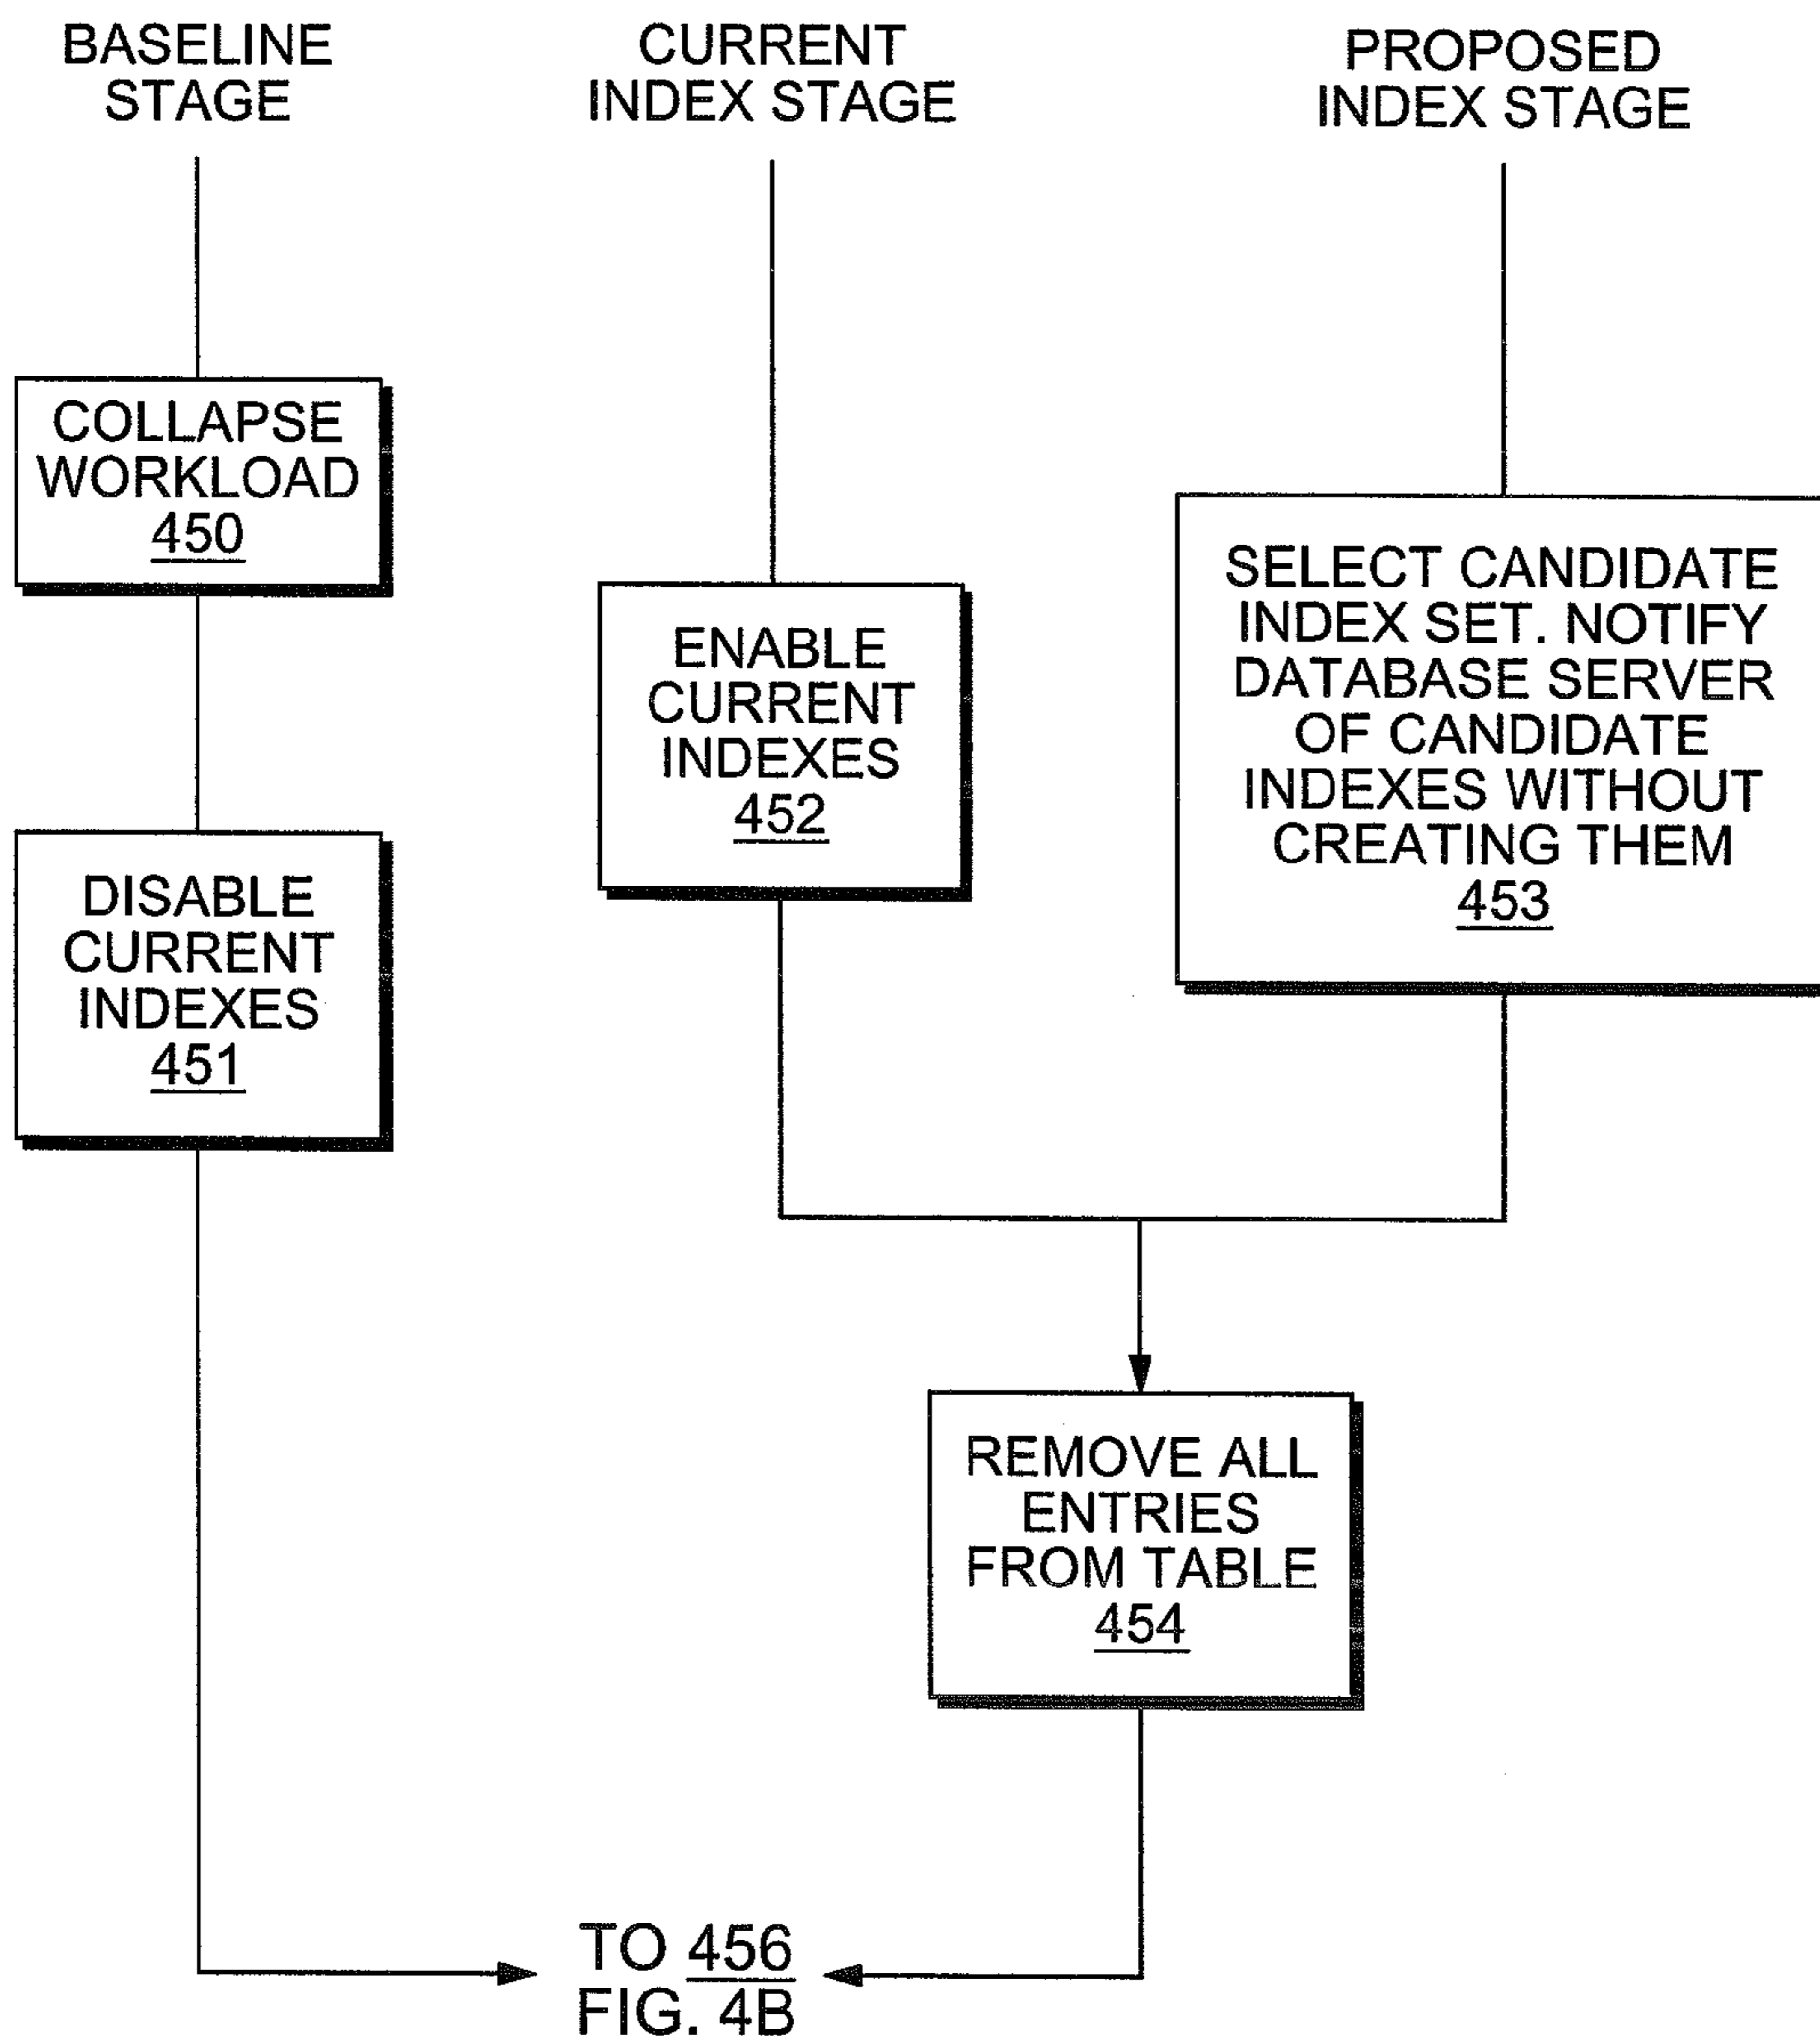 BASELINE
STAGE
CURRENT
INDEX STAGE
PROPOSED
INDEX STAGE
COLLAPSE
WORKLOAD
450
DISABLE
CURRENT
INDEXES
451
ENABLE
CURRENT
INDEXES
452
SELECT CANDIDATE
INDEX SET. NOTIFY
DATABASE SERVER
OF CANDIDATE
INDEXES WITHOUT
CREATING THEM
453
REMOVE ALL
ENTRIES
FROM TABLE
454
TO 456
FIG. 4B